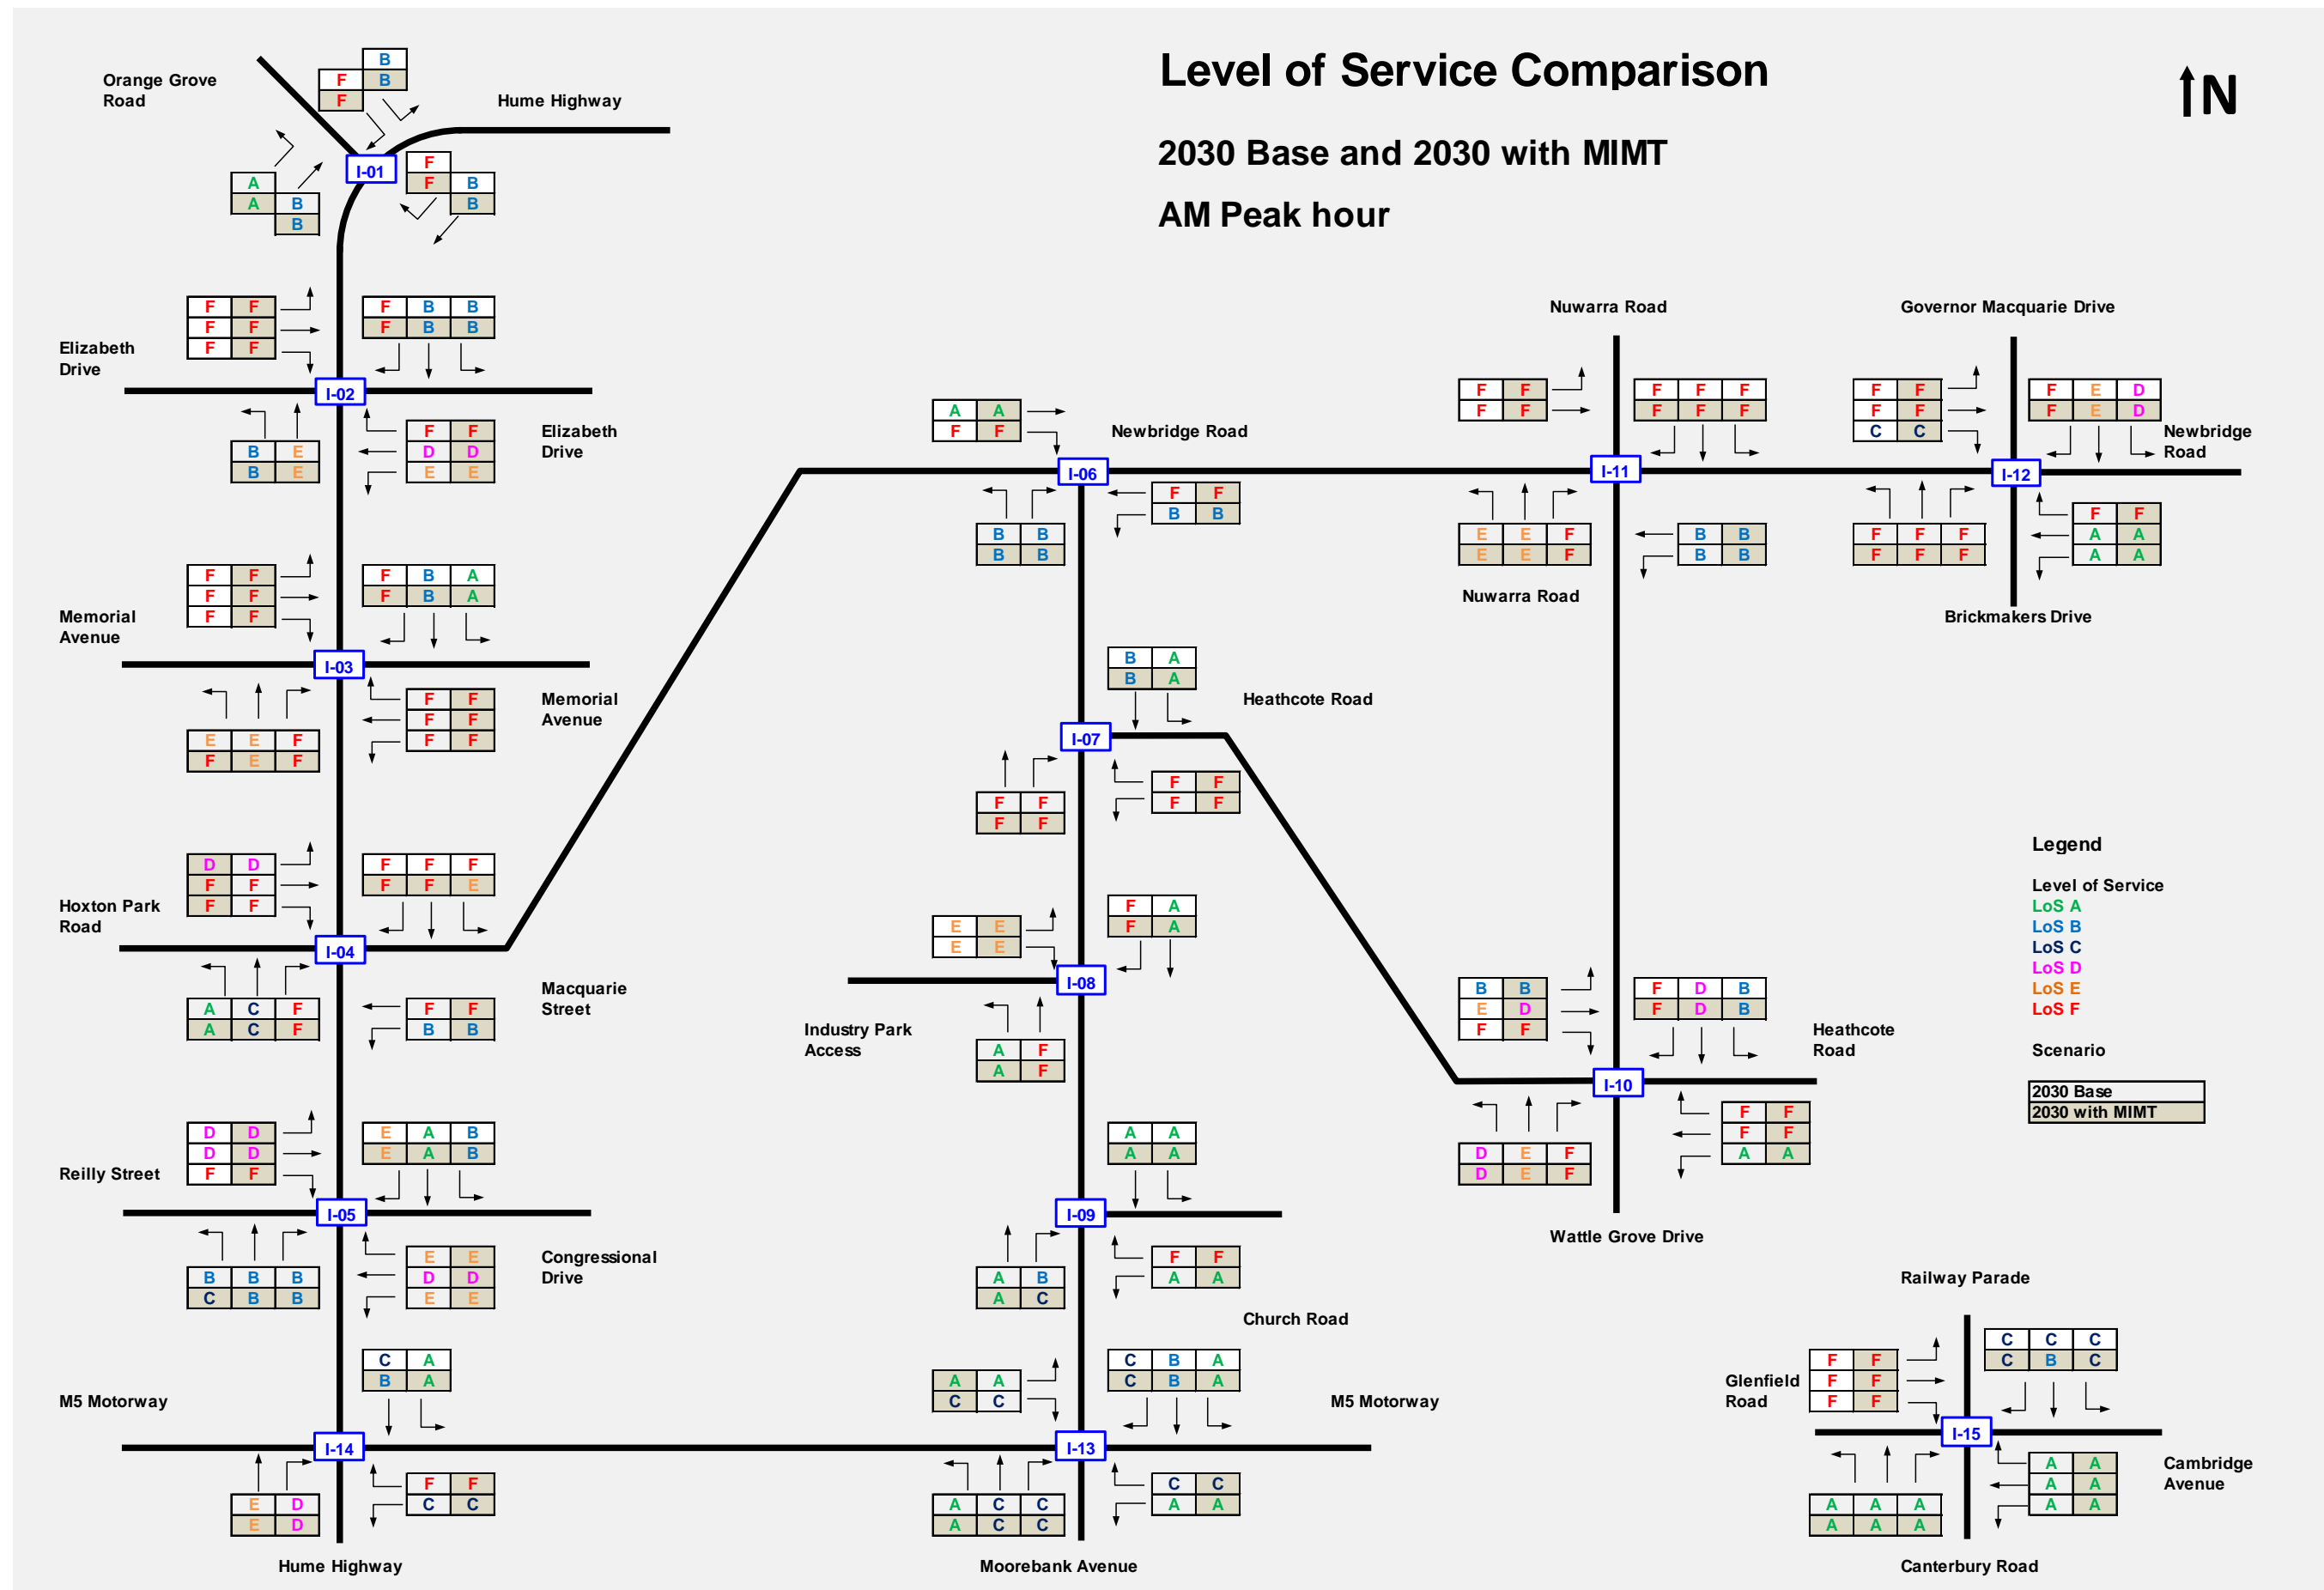 Level of Service Comparison
2030 Base and 2030 with MIMT
AM Peak hour
N
Orange Grove
Road
Hume Highway
B
F B
F
I-01
A
A B
B
F
F B
B
F F
F F
F F
F B B
F B B
Elizabeth
Drive
I-02
B E
B E
F F
D D
E E
Elizabeth
Drive
F F
F F
F F
F B A
F B A
Memorial
Avenue
I-03
E E F
F E F
F F
F F
F F
Memorial
Avenue
D D
F F
F F
F F F
F F E
Hoxton Park
Road
I-04
A C F
A C F
F F
B B
Macquarie
Street
D D
D D
F F
E A B
E A B
Reilly Street
I-05
B B B
C B B
E E
D D
E E
Congressional
Drive
C A
B A
M5 Motorway
I-14
E D
E D
F F
C C
Hume Highway
A A
F F
Newbridge Road
I-06
B B
B B
F F
B B
B A
B A
Heathcote Road
I-07
F F
F F
F F
F F
E E
E E
F A
F A
I-08
Industry Park
Access
A F
A F
A A
A A
I-09
A B
A C
F F
A A
Church Road
A A
C C
C B A
C B A
M5 Motorway
I-13
A C C
A C C
C C
A A
Moorebank Avenue
Nuwarra Road
F F
F F
F F F
F F F
I-11
E E F
E E F
B B
B B
Nuwarra Road
Governor Macquarie Drive
F F
F F
C C
F E D
F E D
Newbridge
Road
I-12
F F F
F F F
F F
A A
A A
Brickmakers Drive
B B
E D
F F
F D B
F D B
Heathcote
Road
I-10
D E F
D E F
F F
F F
A A
Wattle Grove Drive
Legend
Level of Service
LoS A
LoS B
LoS C
LoS D
LoS E
LoS F
Scenario
2030 Base
2030 with MIMT
Railway Parade
F F
F F
F F
C C C
C B C
Glenfield
Road
I-15
A A A
A A A
A A
A A
A A
Cambridge
Avenue
Canterbury Road